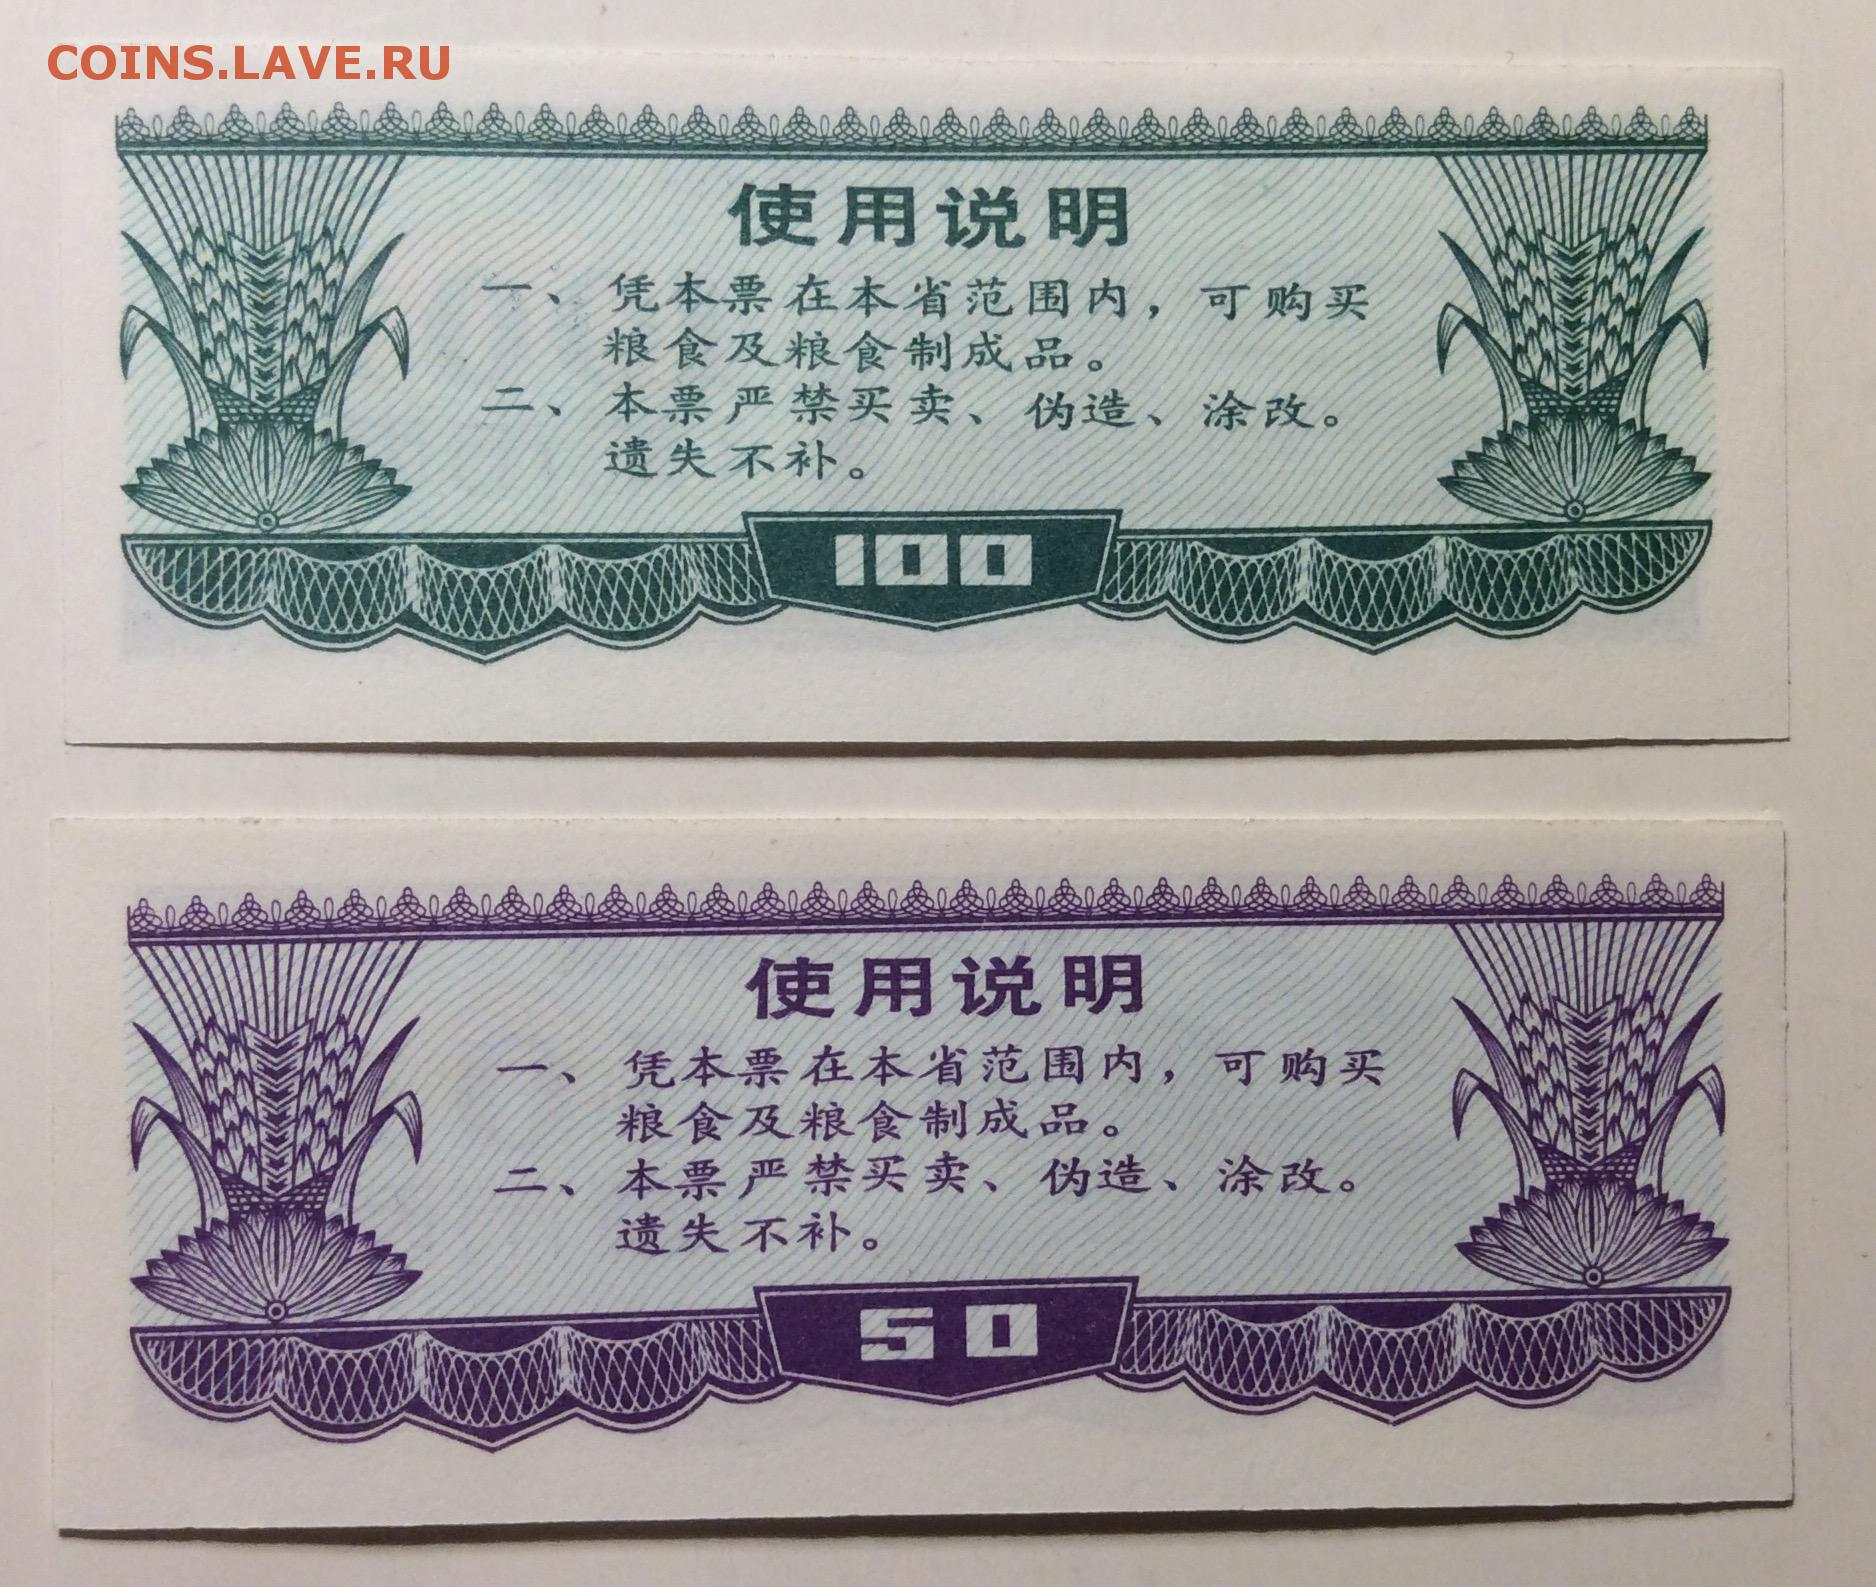 COINS.LAVE.RU
使用说明
一、凭本票在本省范围内，可购买
粮食及粮食制成品。
二、本票严禁买卖、伪造、涂改。
遗失不补。
100
使用说明
一、凭本票在本省范围内，可购买
粮食及粮食制成品。
二、本票严禁买卖、伪造、涂改。
遗失不补。
50